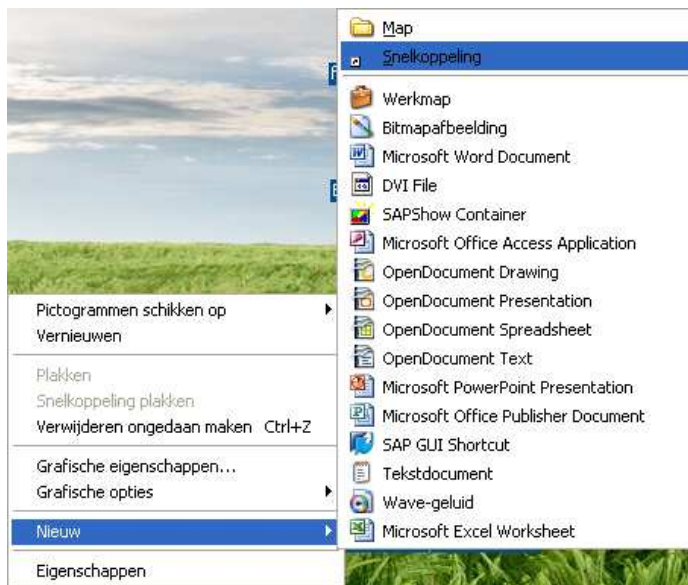 Pictogrammen schikken op
Vernieuwen
Plakken
Snelkoppeling plakken
Verwijderen ongedaan maken Ctrl+Z
Grafische eigenschappen...
Grafische opties
Nieuw
Eigenschappen
Map
Snelkoppeling
Werkmap
Bitmapafbeelding
Microsoft Word Document
DVI File
SAPShow Container
Microsoft Office Access Application
OpenDocument Drawing
OpenDocument Presentation
OpenDocument Spreadsheet
OpenDocument Text
Microsoft PowerPoint Presentation
Microsoft Office Publisher Document
SAP GUI Shortcut
Tekstdocument
Wave-geluid
Microsoft Excel Worksheet